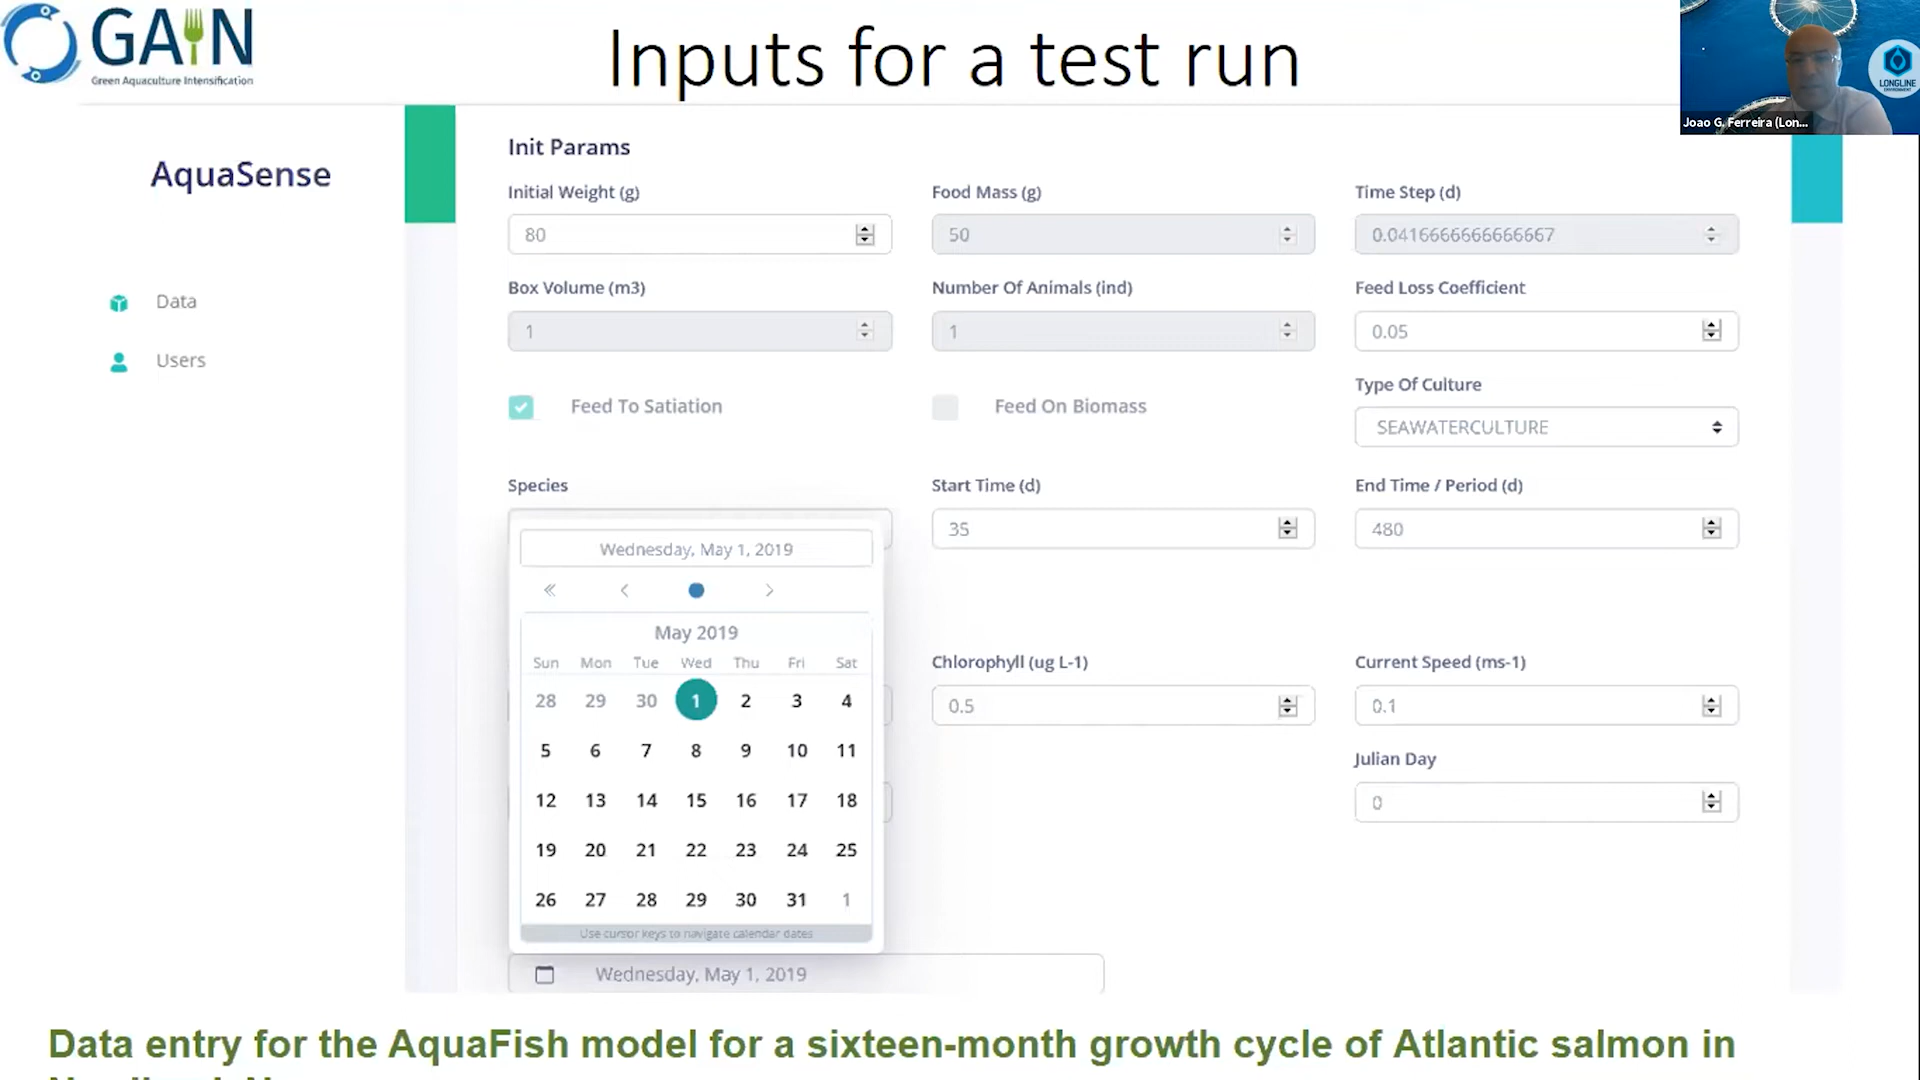 GAIN
Green Aquaculture Intensification
Inputs for a test run
LONGLINE
ENVIRONMENT
Joao G. Ferreira (Lon...
AquaSense
Data
Users
Init Params
Initial Weight (g)
Food Mass (g)
Time Step (d)
80
50
0.0416666666666667
Box Volume (m3)
Number Of Animals (ind)
Feed Loss Coefficient
1
1
0.05
Feed To Satiation
Feed On Biomass
Type Of Culture
SEAWATERCULTURE
Species
Start Time (d)
End Time / Period (d)
35
480
Wednesday, May 1, 2019
May 2019
Sun Mon Tue Wed Thu Fri Sat
28 29 30 1 2 3 4
5 6 7 8 9 10 11
12 13 14 15 16 17 18
19 20 21 22 23 24 25
26 27 28 29 30 31 1
Use cursor keys to navigate calendar dates
Chlorophyll (ug L-1)
Current Speed (ms-1)
0.5
0.1
Julian Day
0
Wednesday, May 1, 2019
Data entry for the AquaFish model for a sixteen-month growth cycle of Atlantic salmon in